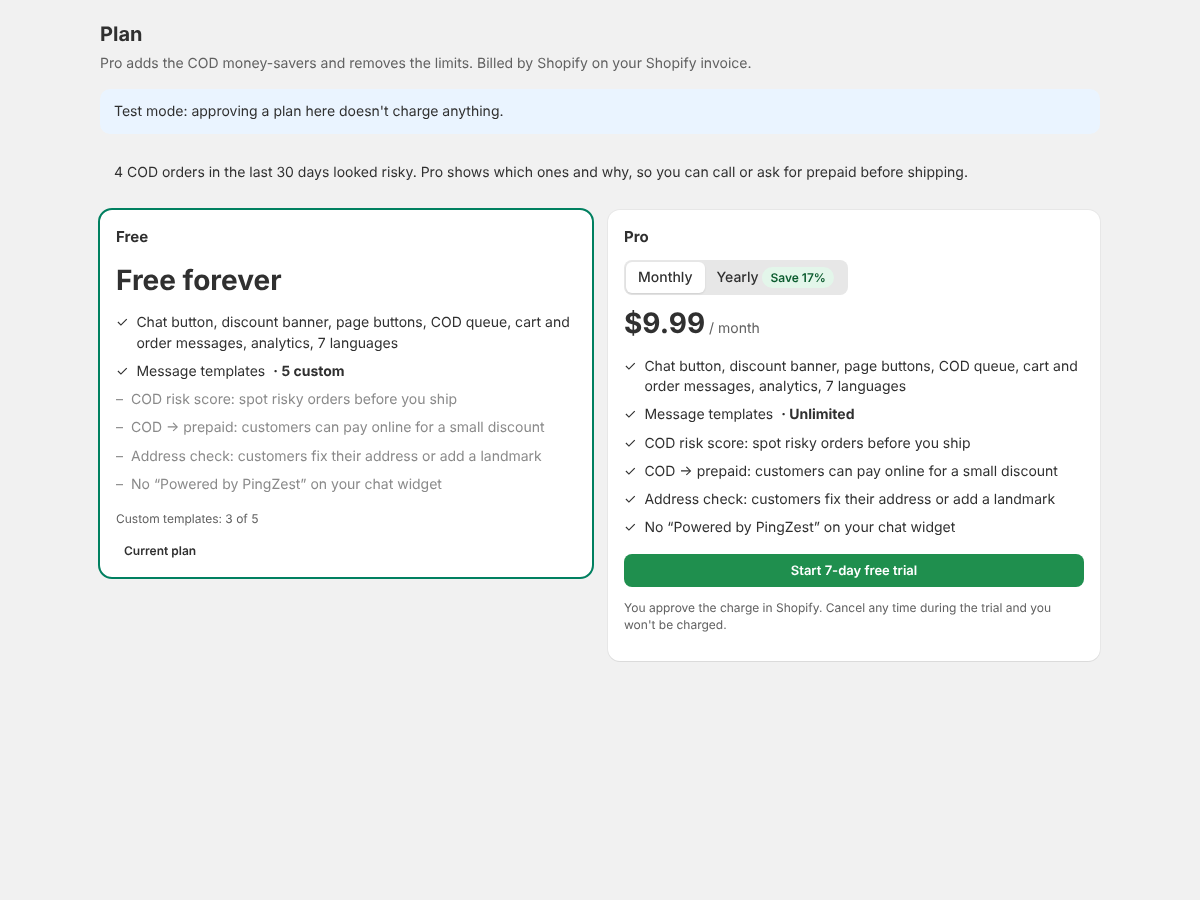 Plan
Pro adds the COD money-savers and removes the limits. Billed by Shopify on your Shopify invoice.
Test mode: approving a plan here doesn't charge anything.
4 COD orders in the last 30 days looked risky. Pro shows which ones and why, so you can call or ask for prepaid before shipping.
Free
Free forever
✓ Chat button, discount banner, page buttons, COD queue, cart and
order messages, analytics, 7 languages
✓ Message templates · 5 custom
– COD risk score: spot risky orders before you ship
– COD → prepaid: customers can pay online for a small discount
– Address check: customers fix their address or add a landmark
– No “Powered by PingZest” on your chat widget
Custom templates: 3 of 5
Current plan
Pro
Monthly Yearly Save 17%
$9.99 / month
✓ Chat button, discount banner, page buttons, COD queue, cart and
order messages, analytics, 7 languages
✓ Message templates · Unlimited
✓ COD risk score: spot risky orders before you ship
✓ COD → prepaid: customers can pay online for a small discount
✓ Address check: customers fix their address or add a landmark
✓ No “Powered by PingZest” on your chat widget
Start 7-day free trial
You approve the charge in Shopify. Cancel any time during the trial and you
won't be charged.